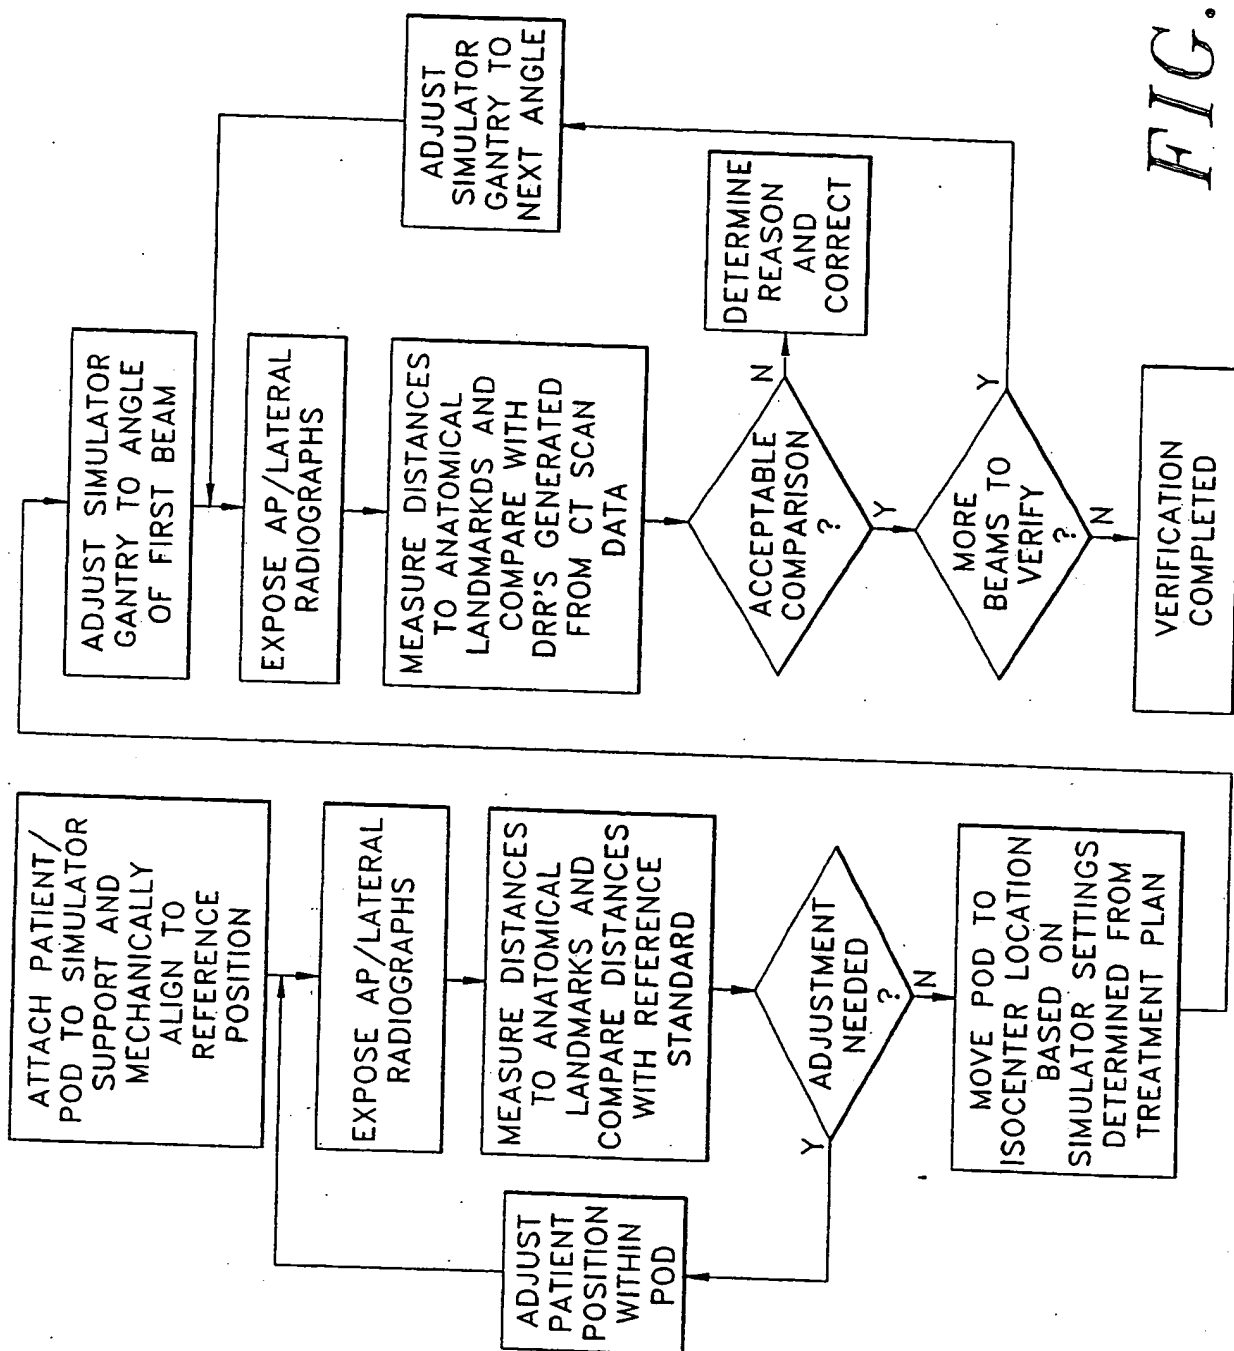 ATTACH PATIENT/
POD TO SIMULATOR
SUPPORT AND
MECHANICALLY
ALIGN TO
REFERENCE
POSITION
EXPOSE AP/LATERAL
RADIOGRAPHS
MEASURE DISTANCES
TO ANATOMICAL
LANDMARKS AND
COMPARE DISTANCES
WITH REFERENCE
STANDARD
ADJUSTMENT
NEEDED
?
Y
N
ADJUST
PATIENT
POSITION
WITHIN
POD
MOVE POD TO
ISOCENTER LOCATION
BASED ON
SIMULATOR SETTINGS
DETERMINED FROM
TREATMENT PLAN
ADJUST SIMULATOR
GANTRY TO ANGLE
OF FIRST BEAM
EXPOSE AP/LATERAL
RADIOGRAPHS
MEASURE DISTANCES
TO ANATOMICAL
LANDMARKDS AND
COMPARE WITH
DRR'S GENERATED
FROM CT SCAN
DATA
ACCEPTABLE
COMPARISON
?
N
Y
DETERMINE
REASON
AND
CORRECT
MORE
BEAMS TO
VERIFY
?
Y
N
ADJUST
SIMULATOR
GANTRY TO
NEXT ANGLE
VERIFICATION
COMPLETED
FIG.